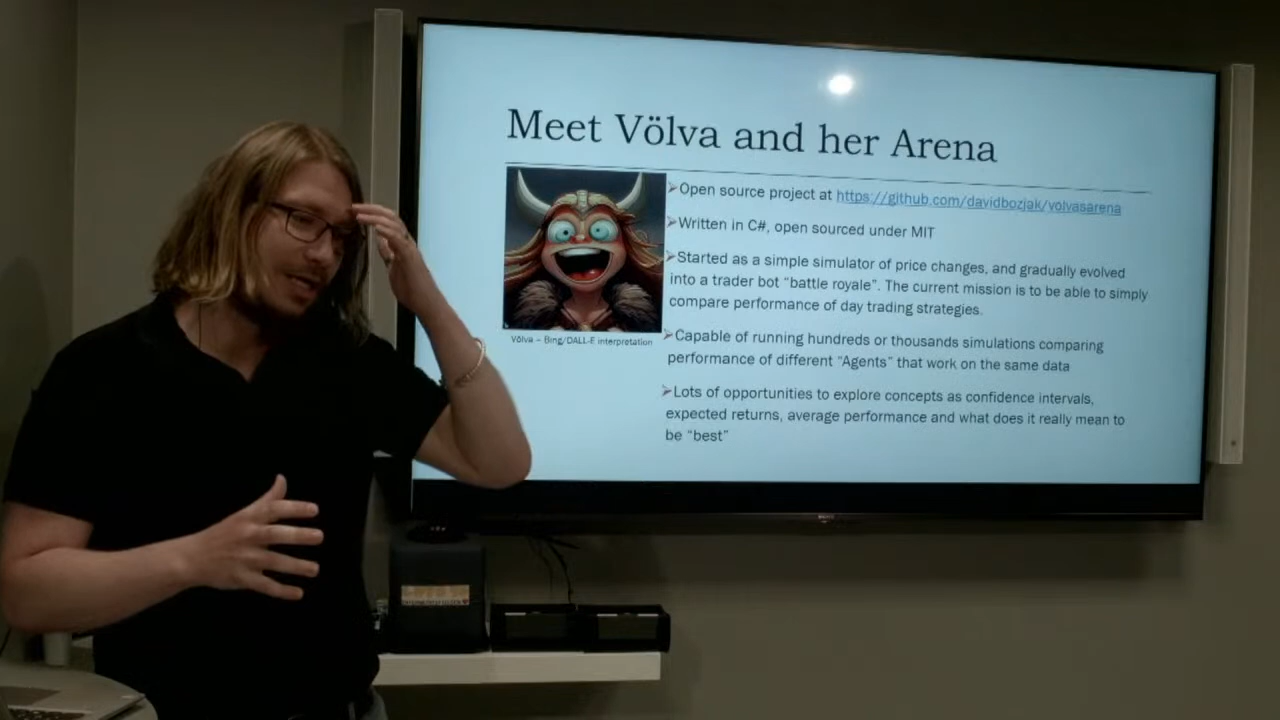 Meet Völva and her Arena
Open source project at https://github.com/davidbozjak/volvasarena
Written in C#, open sourced under MIT
Started as a simple simulator of price changes, and gradually evolved
into a trader bot “battle royale”. The current mission is to be able to simply
compare performance of day trading strategies.
Capable of running hundreds or thousands simulations comparing
performance of different “Agents” that work on the same data
Lots of opportunities to explore concepts as confidence intervals,
expected returns, average performance and what does it really mean to
be “best”
Völva – Bing/DALL-E interpretation